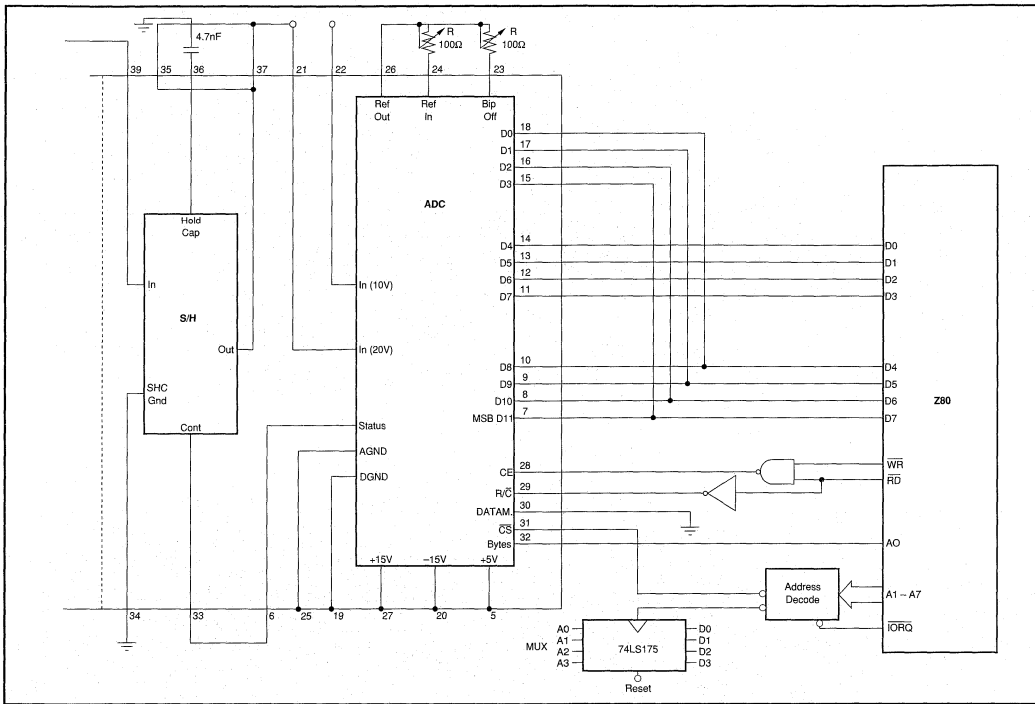 4.7nF
R
100Ω
R
100Ω
39 35 36 37 21 22 26 24 23
Ref
Out
Ref
In
Bip
Off
ADC
D0 18
D1 17
D2 16
D3 15
D4 14
D5 13
D6 12
D7 11
D8 10
D9 9
D10 8
MSB D11 7
CE 28
R/C̅ 29
DATAM. 30
C̅S̅ 31
Bytes 32
In (10V)
In (20V)
Status
AGND
DGND
+15V –15V +5V
Hold
Cap
In
S/H
Out
SHC
Gnd
Cont
34 33 6 25 19 27 20 5
D0
D1
D2
D3
D4
D5
D6
D7
Z80
W̅R̅
R̅D̅
AO
A1 ~ A7
I̅O̅R̅Q̅
Address
Decode
MUX
A0
A1
A2
A3
74LS175
D0
D1
D2
D3
Reset